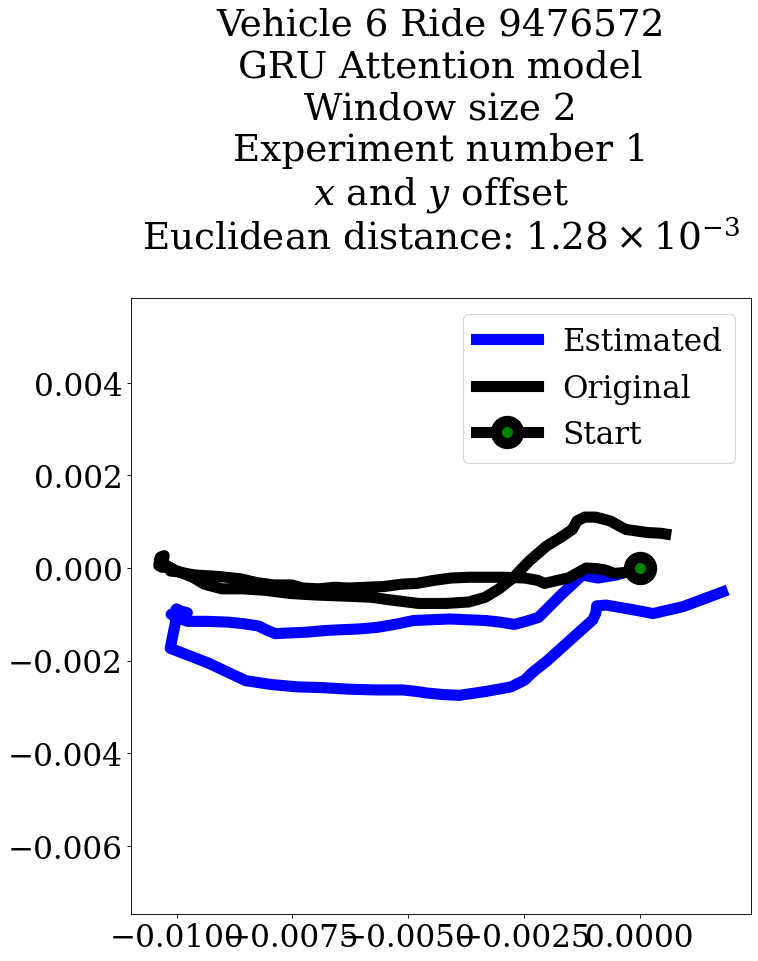 Vehicle 6 Ride 9476572
GRU Attention model
Window size 2
Experiment number 1
x and y offset
Euclidean distance: 1.28 × 10⁻³
Estimated
Original
Start
0.004
0.002
0.000
−0.002
−0.004
−0.006
−0.0100 −0.0075 −0.0050 −0.0025 0.0000